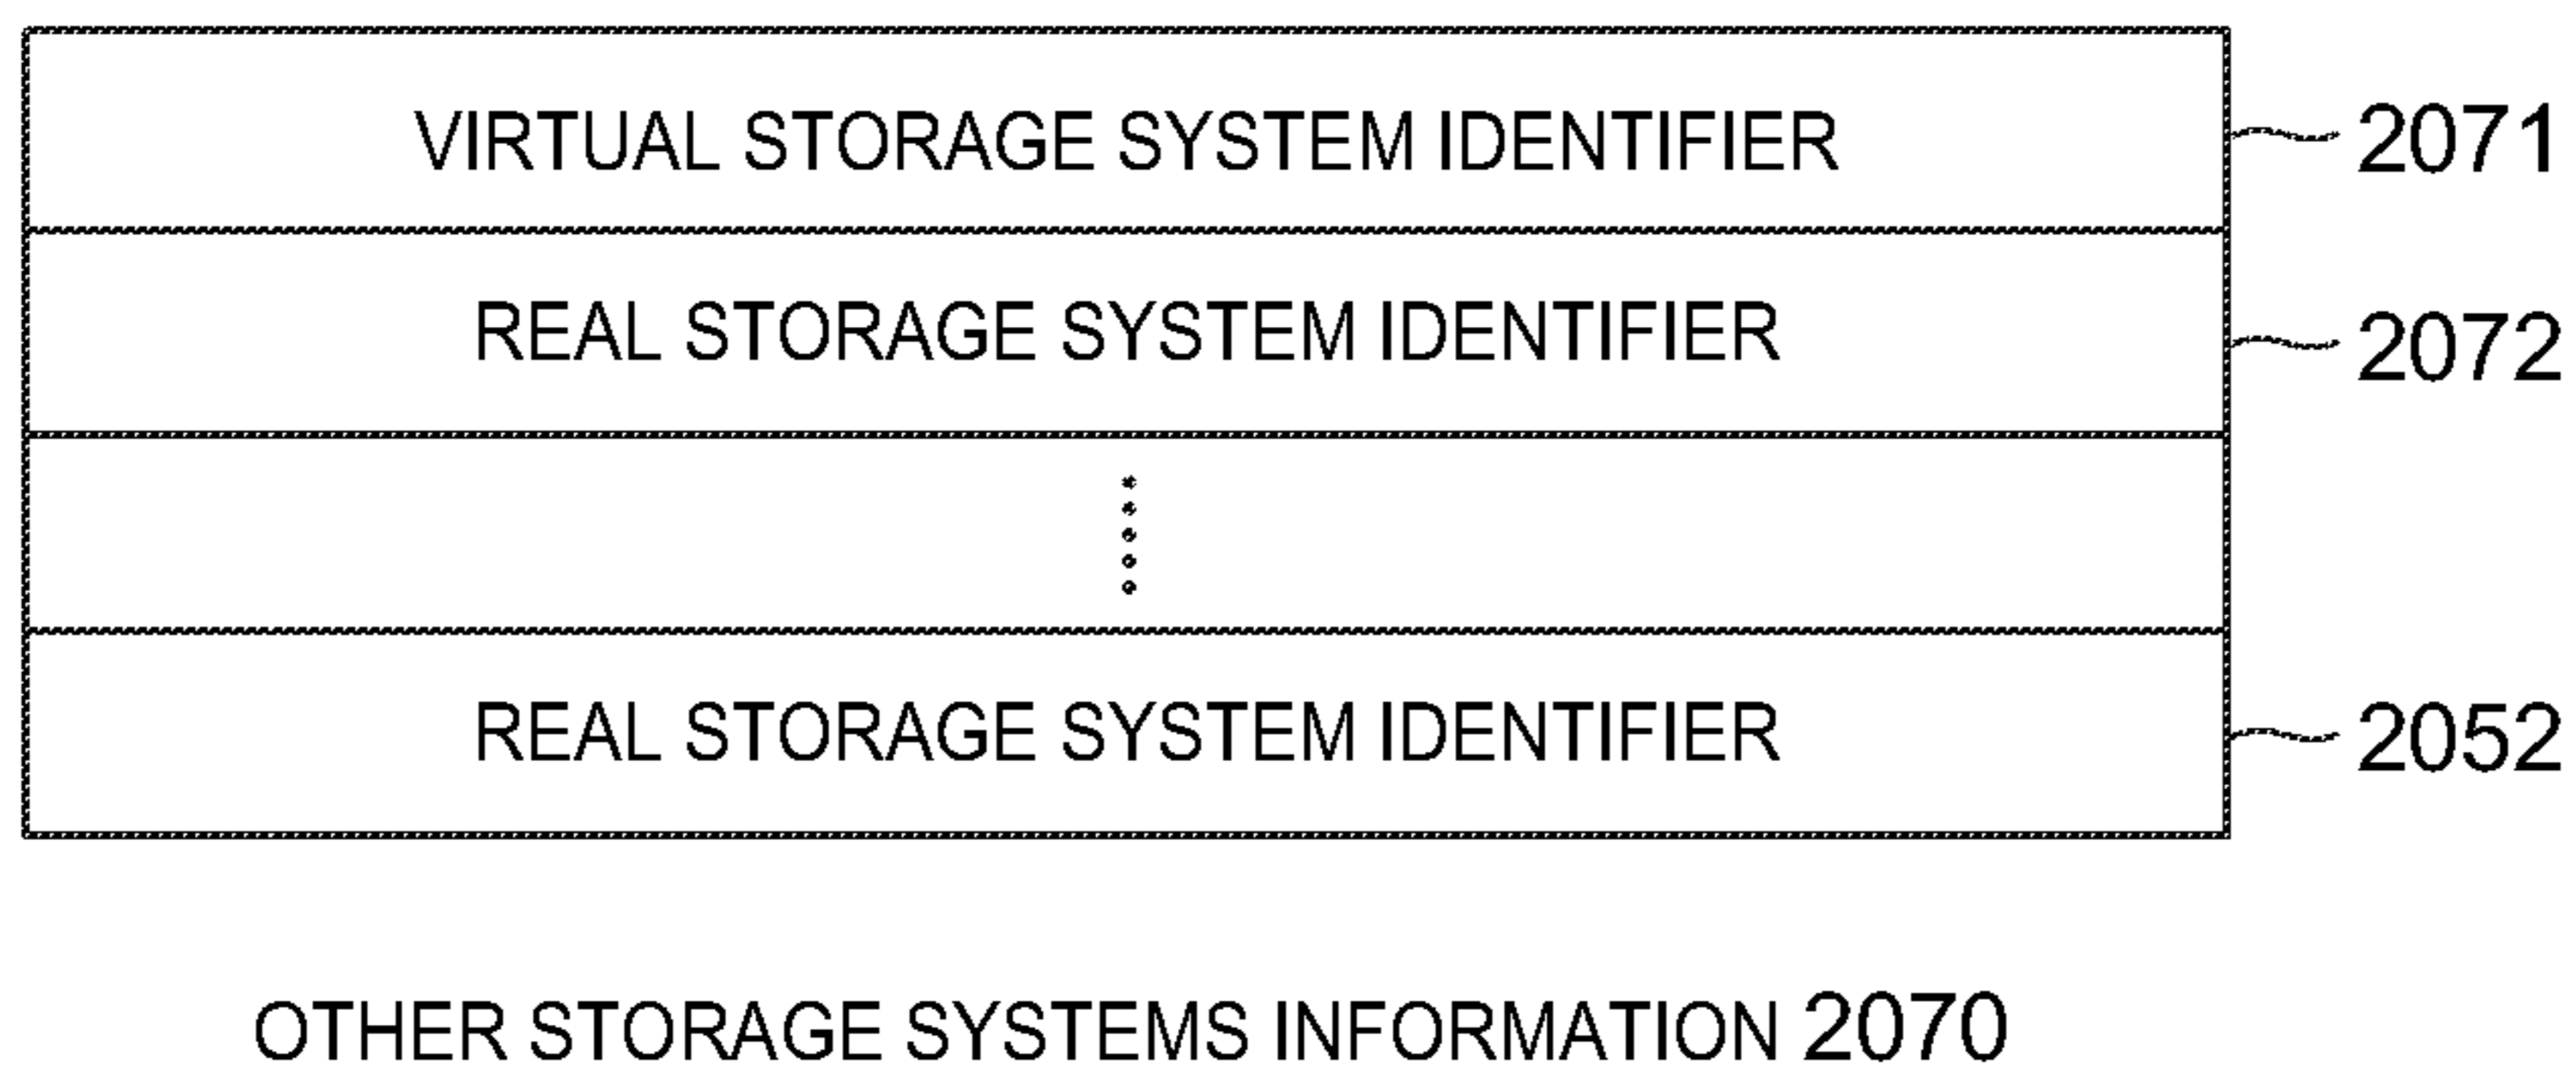 VIRTUAL STORAGE SYSTEM IDENTIFIER 2071
REAL STORAGE SYSTEM IDENTIFIER 2072
REAL STORAGE SYSTEM IDENTIFIER 2052
OTHER STORAGE SYSTEMS INFORMATION 2070